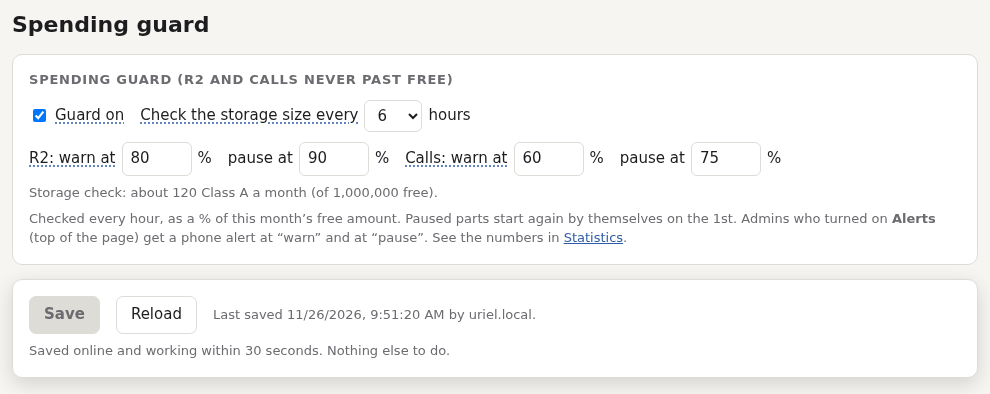 Spending guard
SPENDING GUARD (R2 AND CALLS NEVER PAST FREE)
Guard on Check the storage size every 6 hours
R2: warn at 80 % pause at 90 % Calls: warn at 60 % pause at 75 %
Storage check: about 120 Class A a month (of 1,000,000 free).
Checked every hour, as a % of this month’s free amount. Paused parts start again by themselves on the 1st. Admins who turned on Alerts
(top of the page) get a phone alert at “warn” and at “pause”. See the numbers in Statistics.
Save Reload Last saved 11/26/2026, 9:51:20 AM by uriel.local.
Saved online and working within 30 seconds. Nothing else to do.